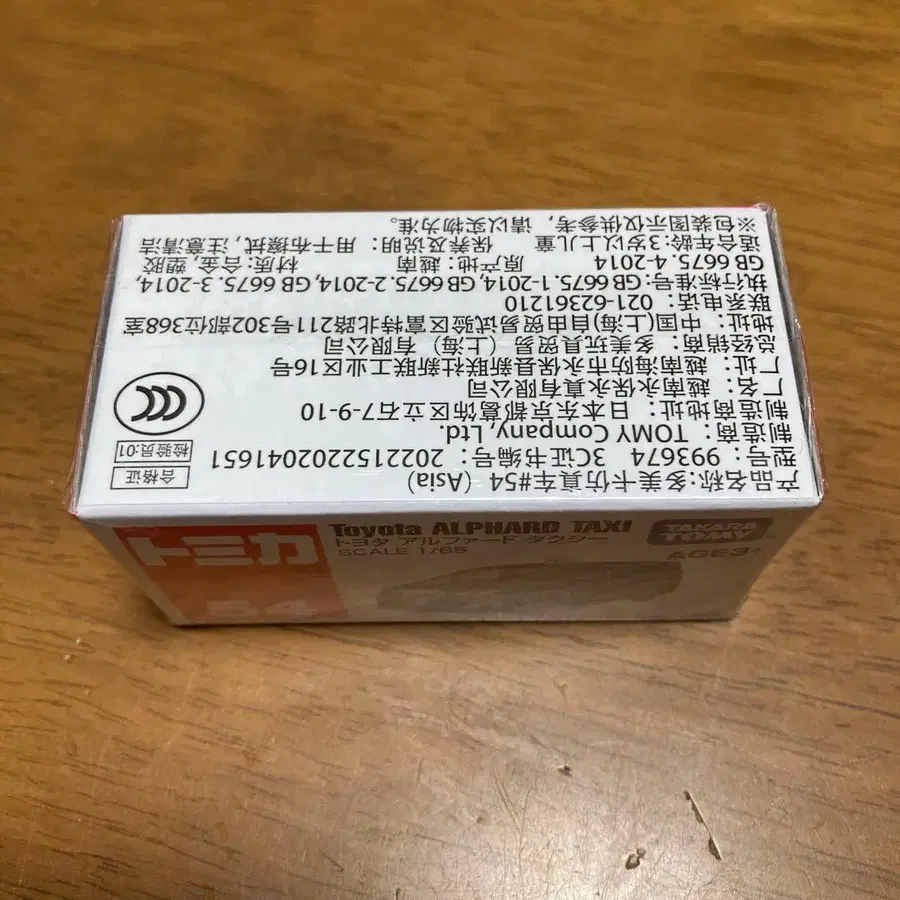 产品名称: 多美卡仿真车#54 (Asia)
型号: 993674 3C证书编号: 2022152202041651
制造商: TOMY Company, Ltd.
制造商地址: 日本东京都葛饰区立石7-9-10
厂名: 越南永保永真有限公司
厂址: 越南海防市永保县新社新联工业区16号
总经销商: 多美玩具贸易 (上海) 有限公司
地址: 中国(上海)自由贸易试验区富特北路211号302部位368室
联系电话: 021-62361210
执行标准号:GB 6675.1-2014, GB 6675.2-2014, GB 6675.3-2014,
GB 6675.4-2014 原产地: 越南 材质: 合金, 塑胶
适合年龄: 3岁以上儿童 保养及说明: 用干布擦拭, 注意清洁
※包装图示仅供参考, 请以实物为准。
合格证
检验员:01
CCC
トミカ
54
Toyota ALPHARD TAXI
トヨタ アルファード タクシー
SCALE 1/65
TAKARA
TOMY
AGE3+